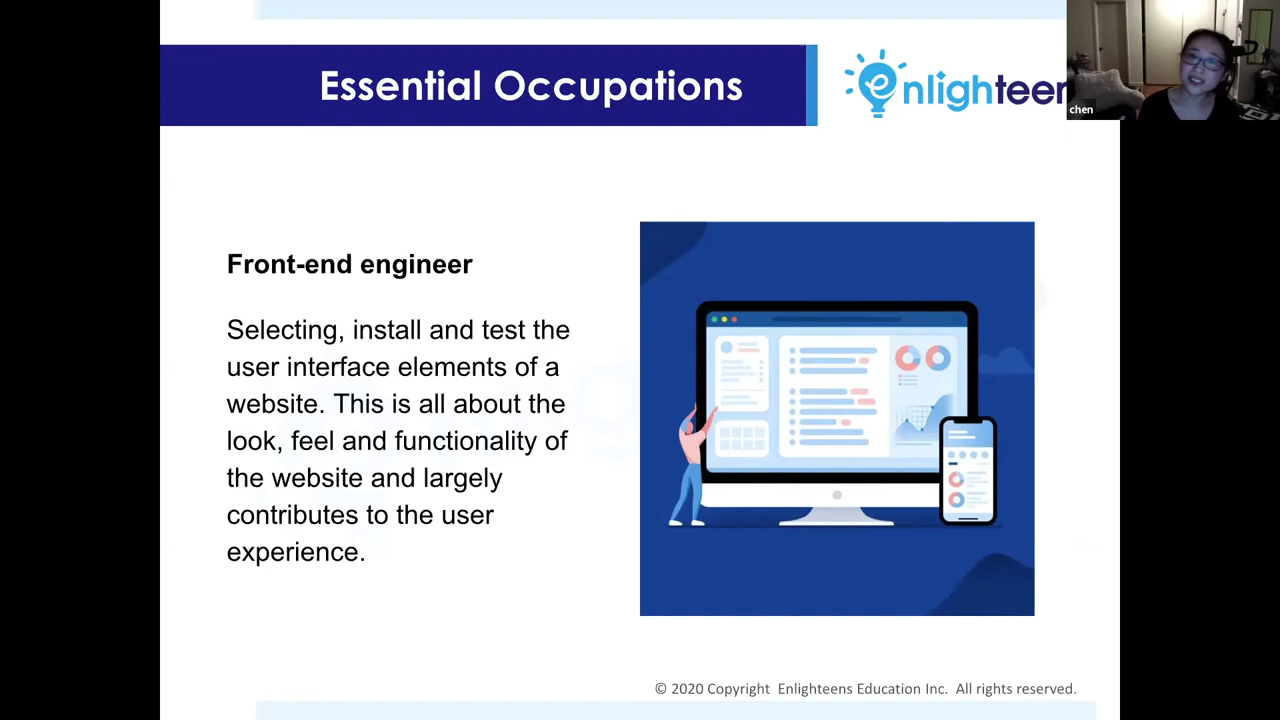 Essential Occupations
enlighteen
chen
Front-end engineer
Selecting, install and test the
user interface elements of a
website. This is all about the
look, feel and functionality of
the website and largely
contributes to the user
experience.
© 2020 Copyright Enlighteens Education Inc. All rights reserved.